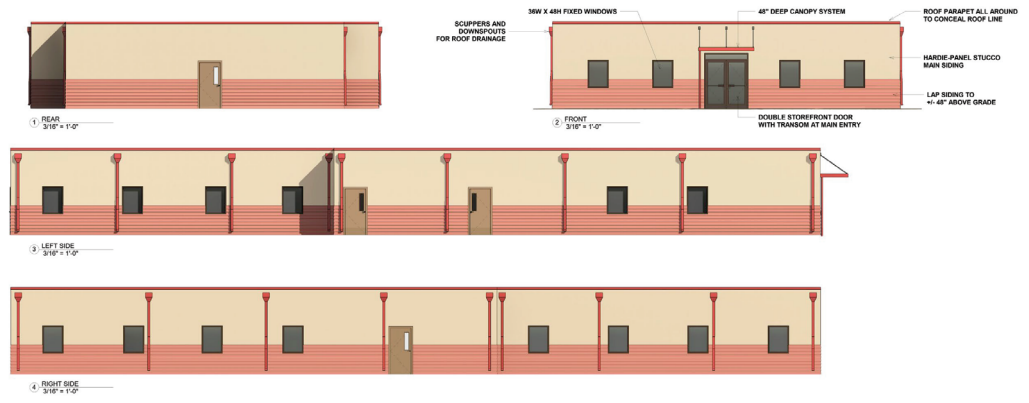 36W X 48H FIXED WINDOWS
48" DEEP CANOPY SYSTEM
ROOF PARAPET ALL AROUND
TO CONCEAL ROOF LINE
SCUPPERS AND
DOWNSPOUTS
FOR ROOF DRAINAGE
HARDIE-PANEL STUCCO
MAIN SIDING
LAP SIDING TO
+/- 48" ABOVE GRADE
DOUBLE STOREFRONT DOOR
WITH TRANSOM AT MAIN ENTRY
1 REAR
3/16" = 1'-0"
2 FRONT
3/16" = 1'-0"
3 LEFT SIDE
3/16" = 1'-0"
4 RIGHT SIDE
3/16" = 1'-0"